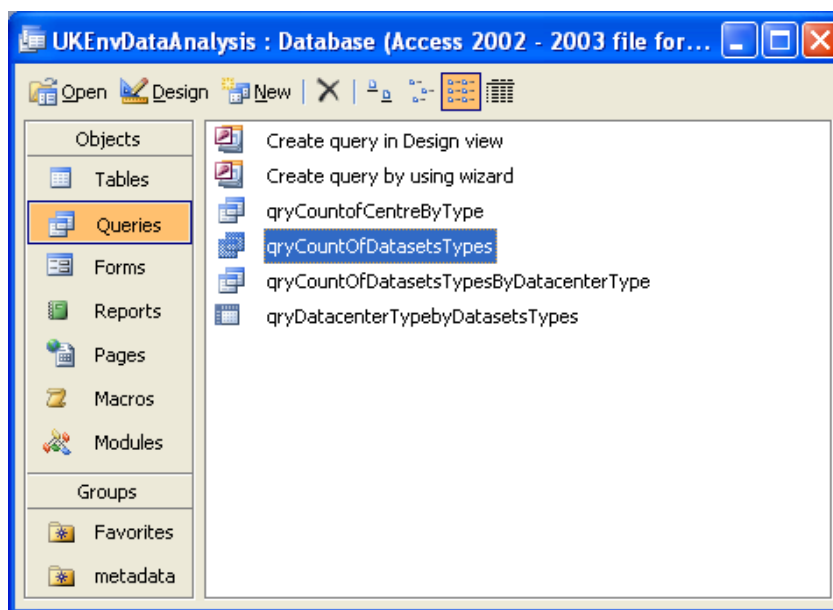 UKEnvDataAnalysis : Database (Access 2002 - 2003 file for...
Open Design New
Objects
Tables
Queries
Forms
Reports
Pages
Macros
Modules
Groups
Favorites
metadata
Create query in Design view
Create query by using wizard
qryCountofCentreByType
qryCountOfDatasetsTypes
qryCountOfDatasetsTypesByDatacenterType
qryDatacenterTypebyDatasetsTypes